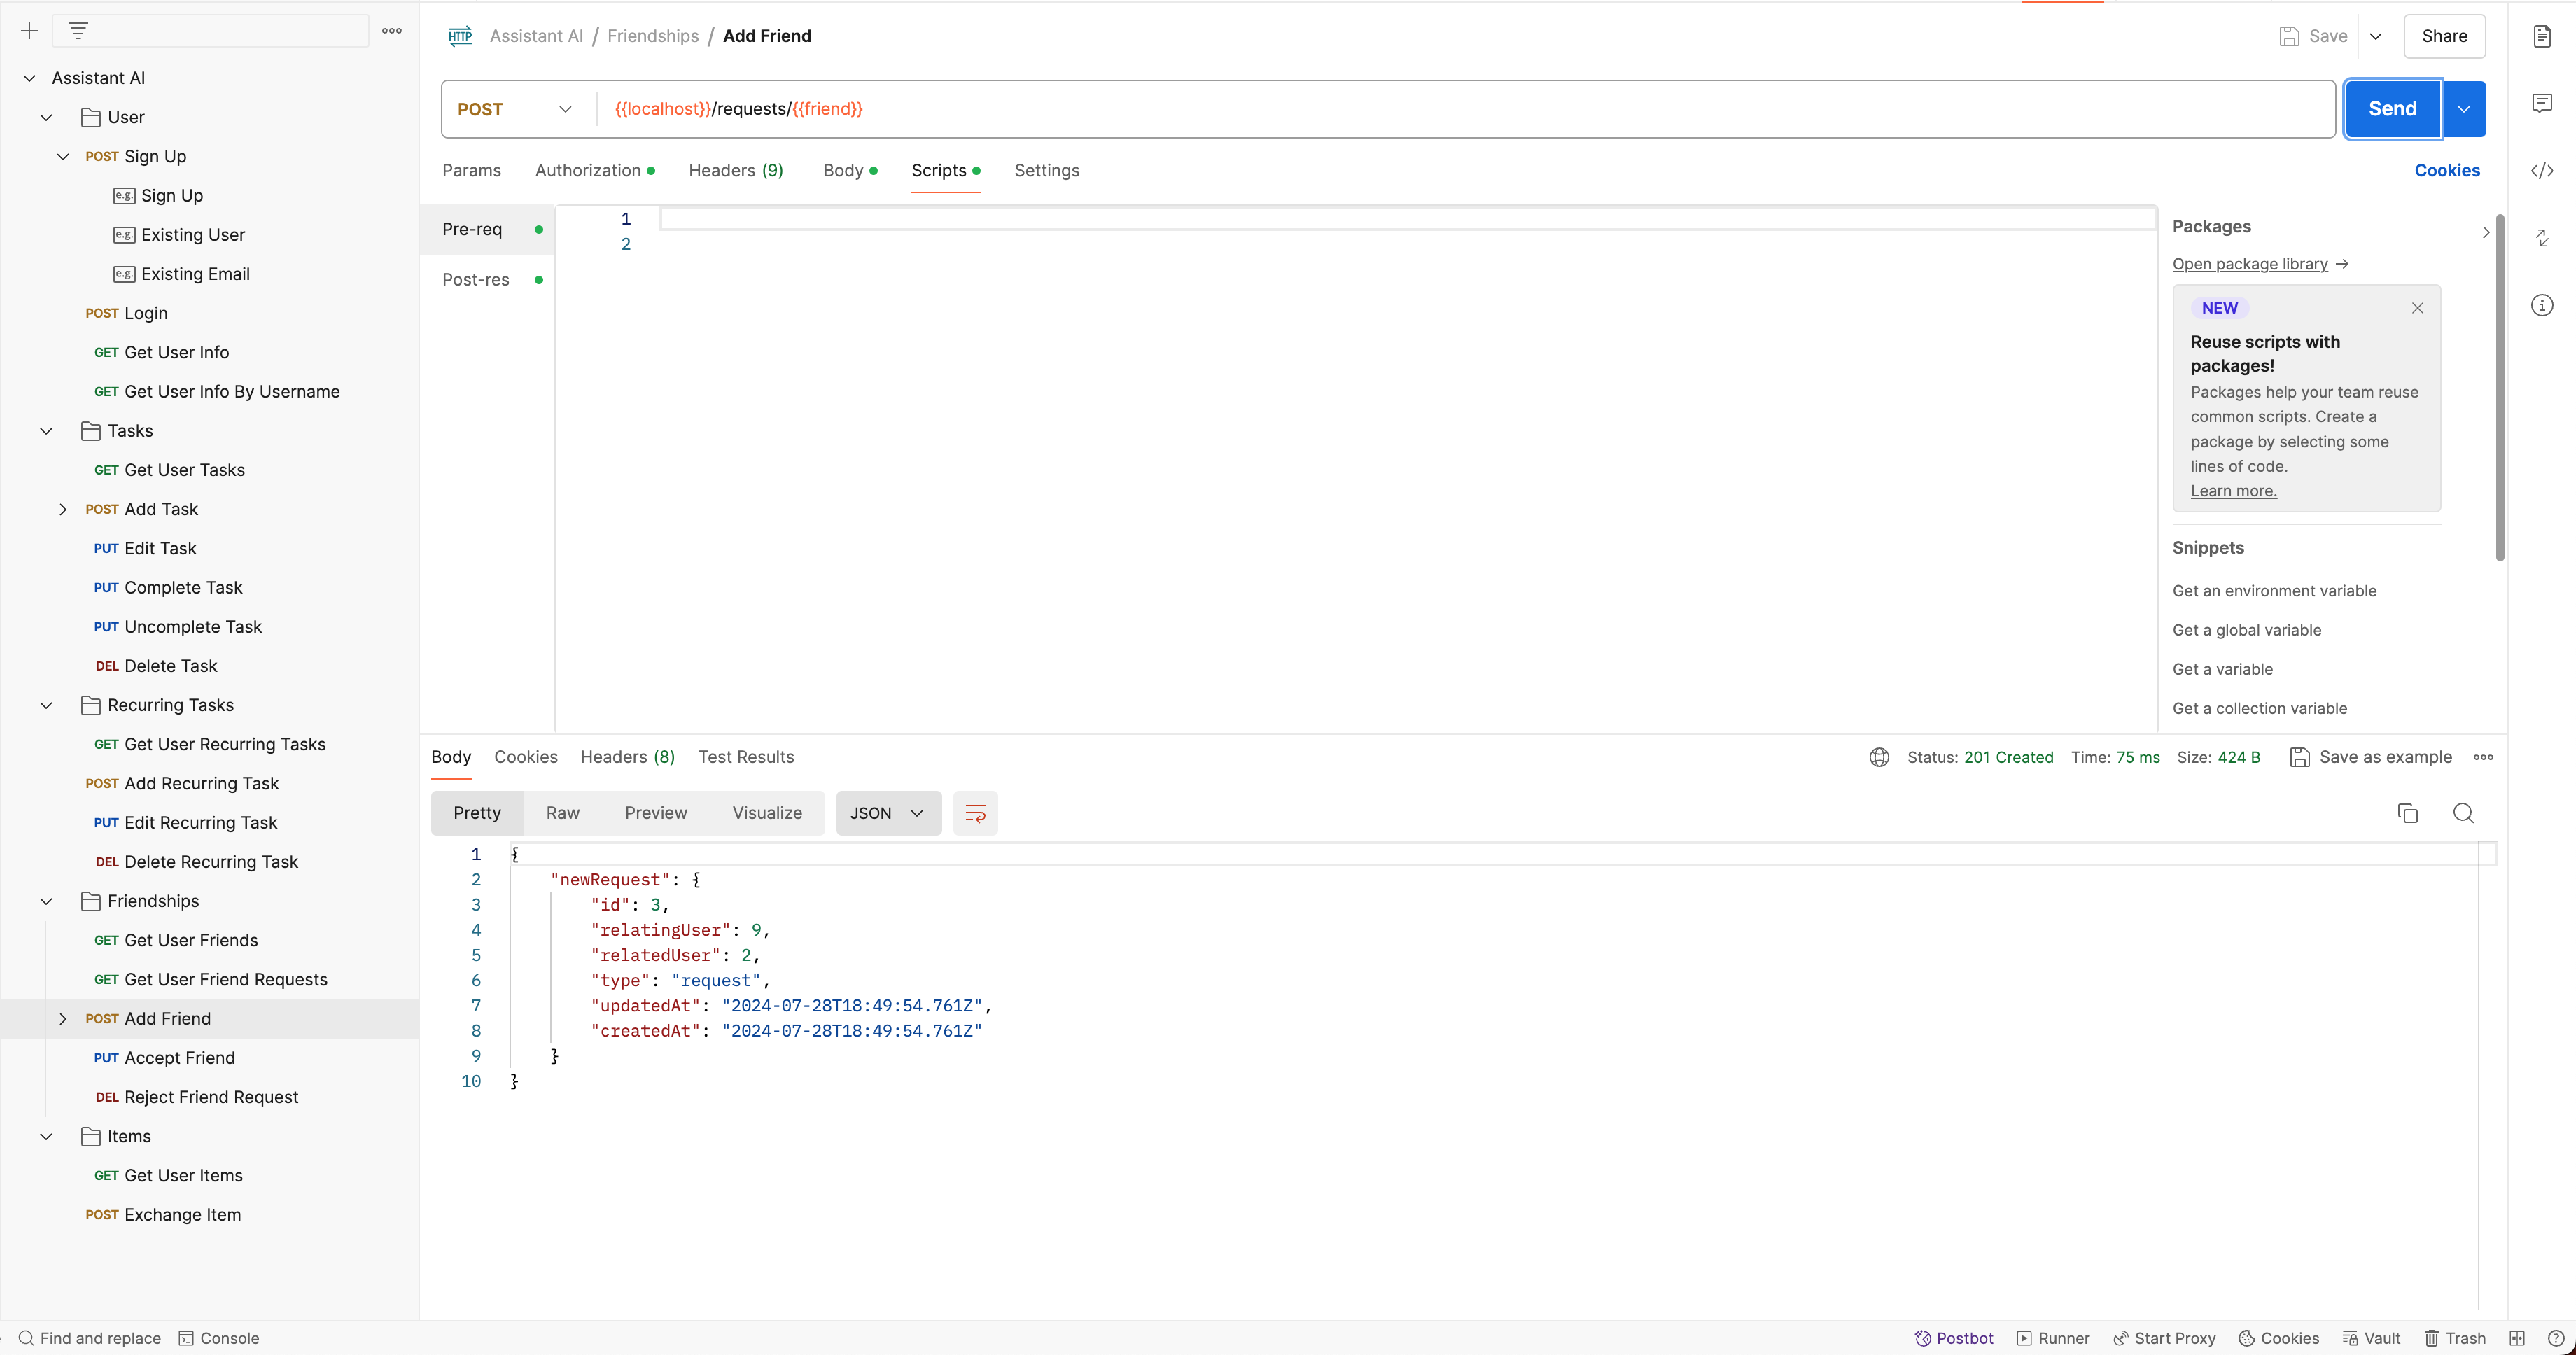 Assistant AI
User
POST Sign Up
e.g. Sign Up
e.g. Existing User
e.g. Existing Email
POST Login
GET Get User Info
GET Get User Info By Username
Tasks
GET Get User Tasks
POST Add Task
PUT Edit Task
PUT Complete Task
PUT Uncomplete Task
DEL Delete Task
Recurring Tasks
GET Get User Recurring Tasks
POST Add Recurring Task
PUT Edit Recurring Task
DEL Delete Recurring Task
Friendships
GET Get User Friends
GET Get User Friend Requests
POST Add Friend
PUT Accept Friend
DEL Reject Friend Request
Items
GET Get User Items
POST Exchange Item
HTTP Assistant AI / Friendships / Add Friend
Save
Share
POST {{localhost}}/requests/{{friend}}
Send
Params Authorization Headers (9) Body Scripts Settings
Cookies
Pre-req
Post-res
1
2
Packages
Open package library →
NEW
Reuse scripts with
packages!
Packages help your team reuse
common scripts. Create a
package by selecting some
lines of code.
Learn more.
Snippets
Get an environment variable
Get a global variable
Get a variable
Get a collection variable
Body Cookies Headers (8) Test Results
Status: 201 Created Time: 75 ms Size: 424 B Save as example
Pretty Raw Preview Visualize JSON
1 {
2 "newRequest": {
3 "id": 3,
4 "relatingUser": 9,
5 "relatedUser": 2,
6 "type": "request",
7 "updatedAt": "2024-07-28T18:49:54.761Z",
8 "createdAt": "2024-07-28T18:49:54.761Z"
9 }
10 }
Find and replace Console
Postbot Runner Start Proxy Cookies Vault Trash